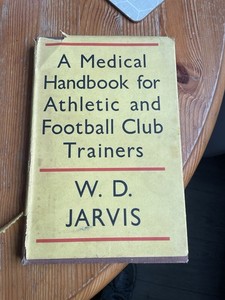 A Medical
Handbook for
Athletic and
Football Club
Trainers
W. D.
JARVIS